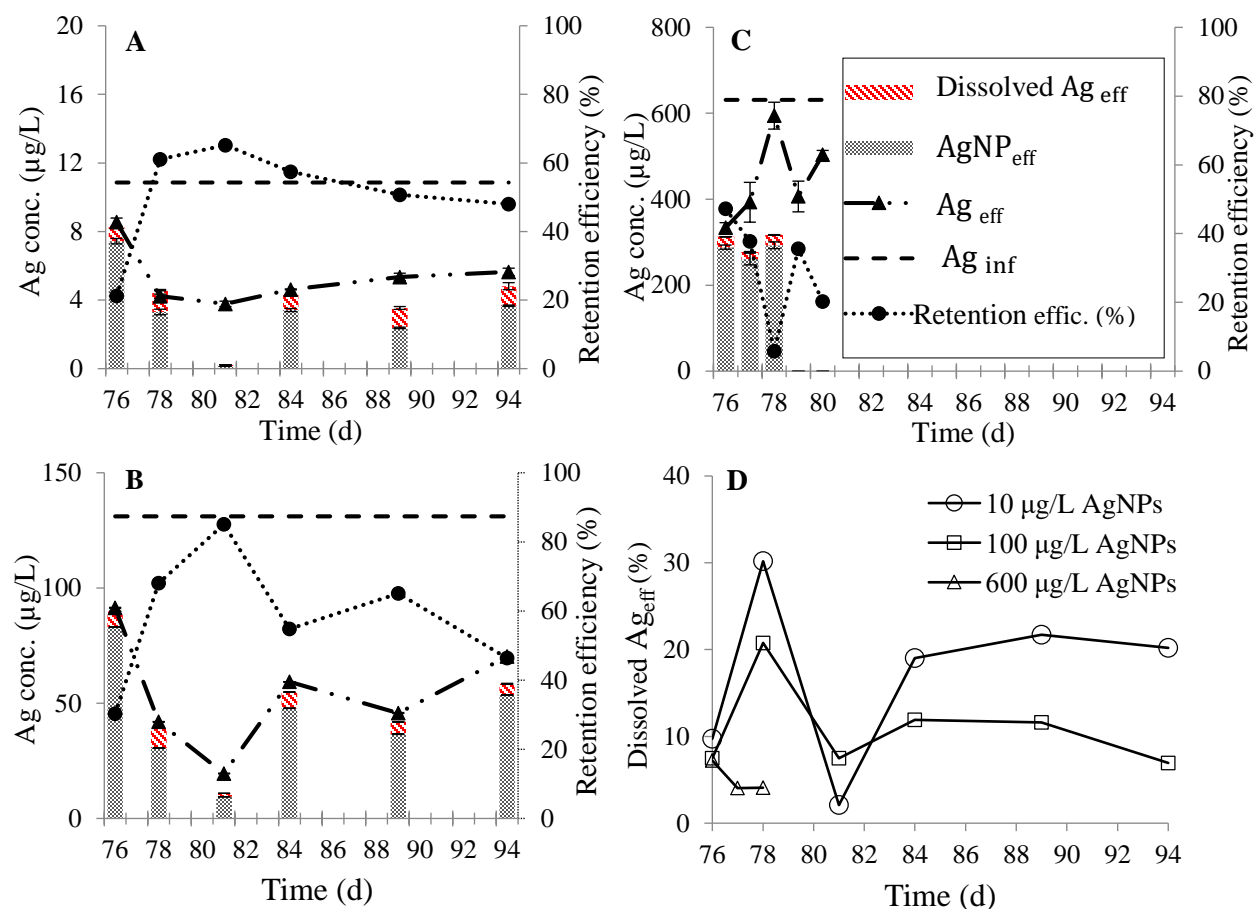 A
Ag conc. (µg/L)
20
16
12
8
4
0
100
80
60
40
20
0
Retention efficiency (%)
76 78 80 82 84 86 88 90 92 94
Time (d)
C
Ag conc. (µg/L)
800
600
400
200
0
100
80
60
40
20
0
Retention efficiency (%)
76 78 80 82 84 86 88 90 92 94
Time (d)
Dissolved Ag eff
AgNPeff
Ag eff
Ag inf
Retention effic. (%)
B
Ag conc. (µg/L)
150
100
50
0
100
80
60
40
20
0
Retention efficiency (%)
76 78 80 82 84 86 88 90 92 94
Time (d)
D
Dissolved Ageff (%)
40
30
20
10
0
76 78 80 82 84 86 88 90 92 94
Time (d)
10 µg/L AgNPs
100 µg/L AgNPs
600 µg/L AgNPs